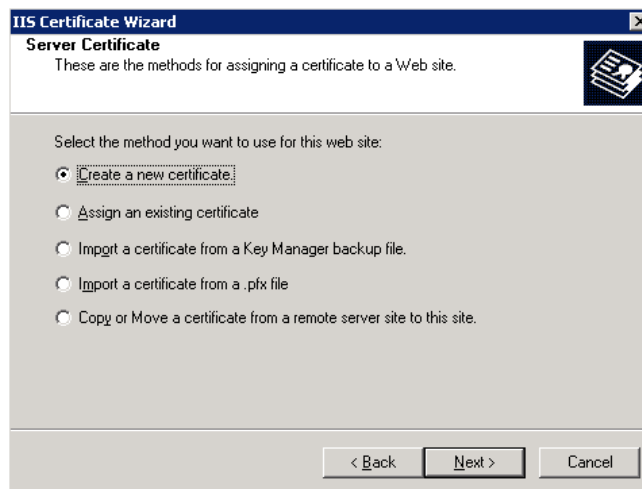 IIS Certificate Wizard
Server Certificate
These are the methods for assigning a certificate to a Web site.
Select the method you want to use for this web site:
Create a new certificate.
Assign an existing certificate
Import a certificate from a Key Manager backup file.
Import a certificate from a .pfx file
Copy or Move a certificate from a remote server site to this site.
< Back Next > Cancel